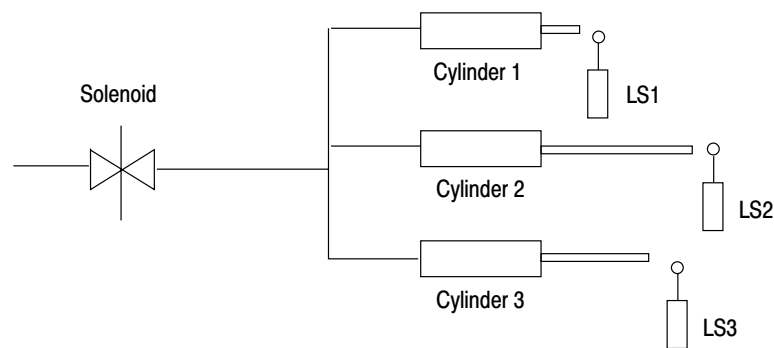 Cylinder 1
LS1
Solenoid
Cylinder 2
LS2
Cylinder 3
LS3